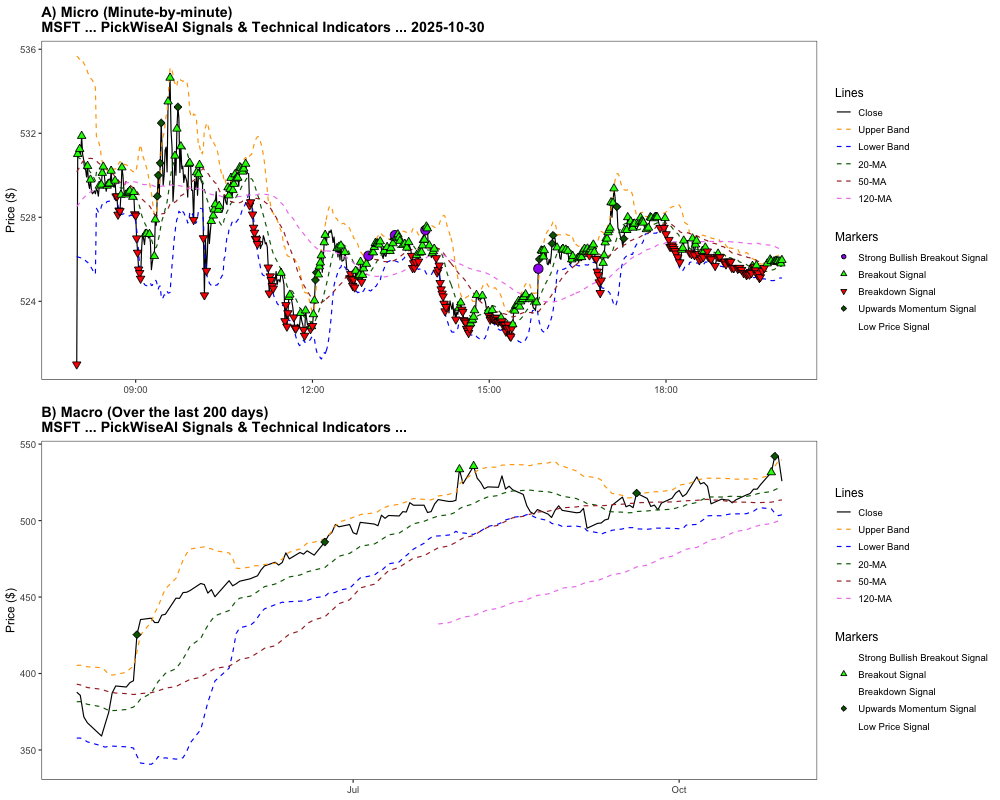 A) Micro (Minute-by-minute)
MSFT ... PickWiseAI Signals & Technical Indicators ... 2025-10-30
536
532
528
524
Price ($)
09:00
12:00
15:00
18:00
Lines
Close
Upper Band
Lower Band
20-MA
50-MA
120-MA
Markers
Strong Bullish Breakout Signal
Breakout Signal
Breakdown Signal
Upwards Momentum Signal
Low Price Signal
B) Macro (Over the last 200 days)
MSFT ... PickWiseAI Signals & Technical Indicators ...
550
500
450
400
350
Price ($)
Jul
Oct
Lines
Close
Upper Band
Lower Band
20-MA
50-MA
120-MA
Markers
Strong Bullish Breakout Signal
Breakout Signal
Breakdown Signal
Upwards Momentum Signal
Low Price Signal